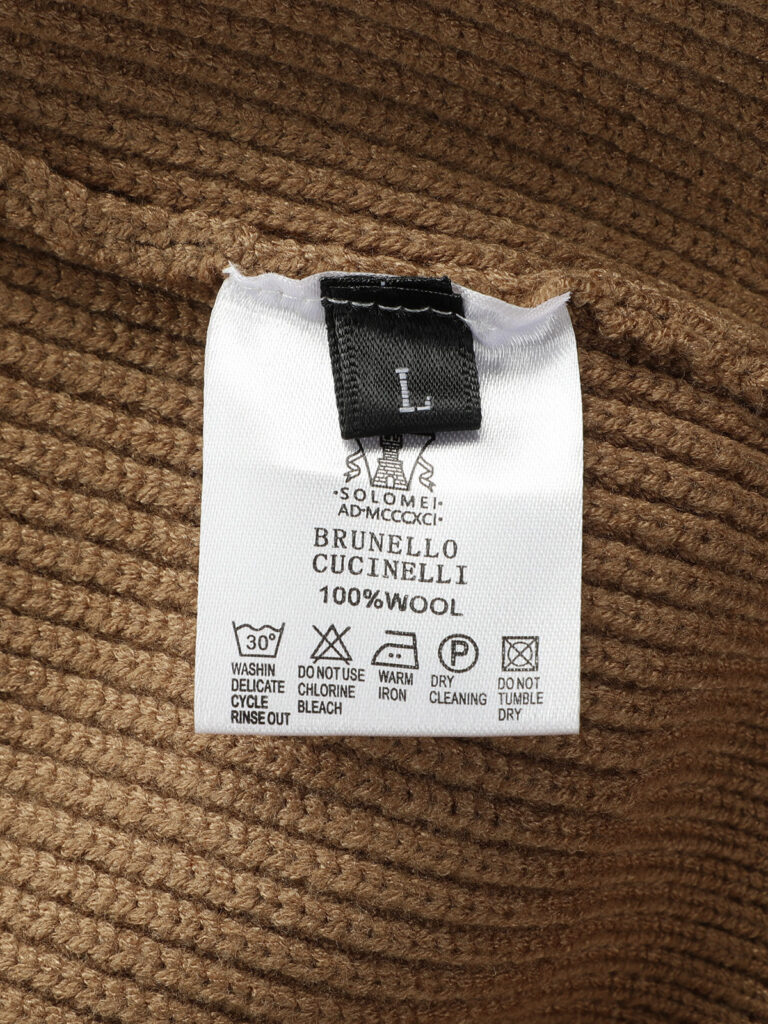 L
·SOLOMEI·
AD·MCCCXCI·
BRUNELLO
CUCINELLI
100%WOOL
30°
WASHIN
DELICATE
CYCLE
RINSE OUT
DO NOT USE
CHLORINE
BLEACH
WARM
IRON
P
DRY
CLEANING
DO NOT
TUMBLE
DRY